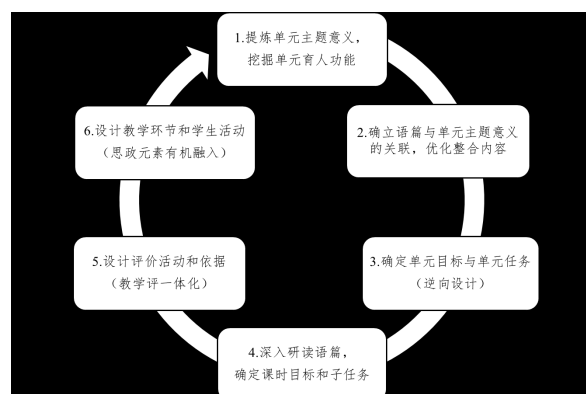 1.提炼单元主题意义，
挖掘单元育人功能
2.确立语篇与单元主题意义
的关联，优化整合内容
3.确定单元目标与单元任务
（逆向设计）
4.深入研读语篇，
确定课时目标和子任务
5.设计评价活动和依据
（教学评一体化）
6.设计教学环节和学生活动
（思政元素有机融入）